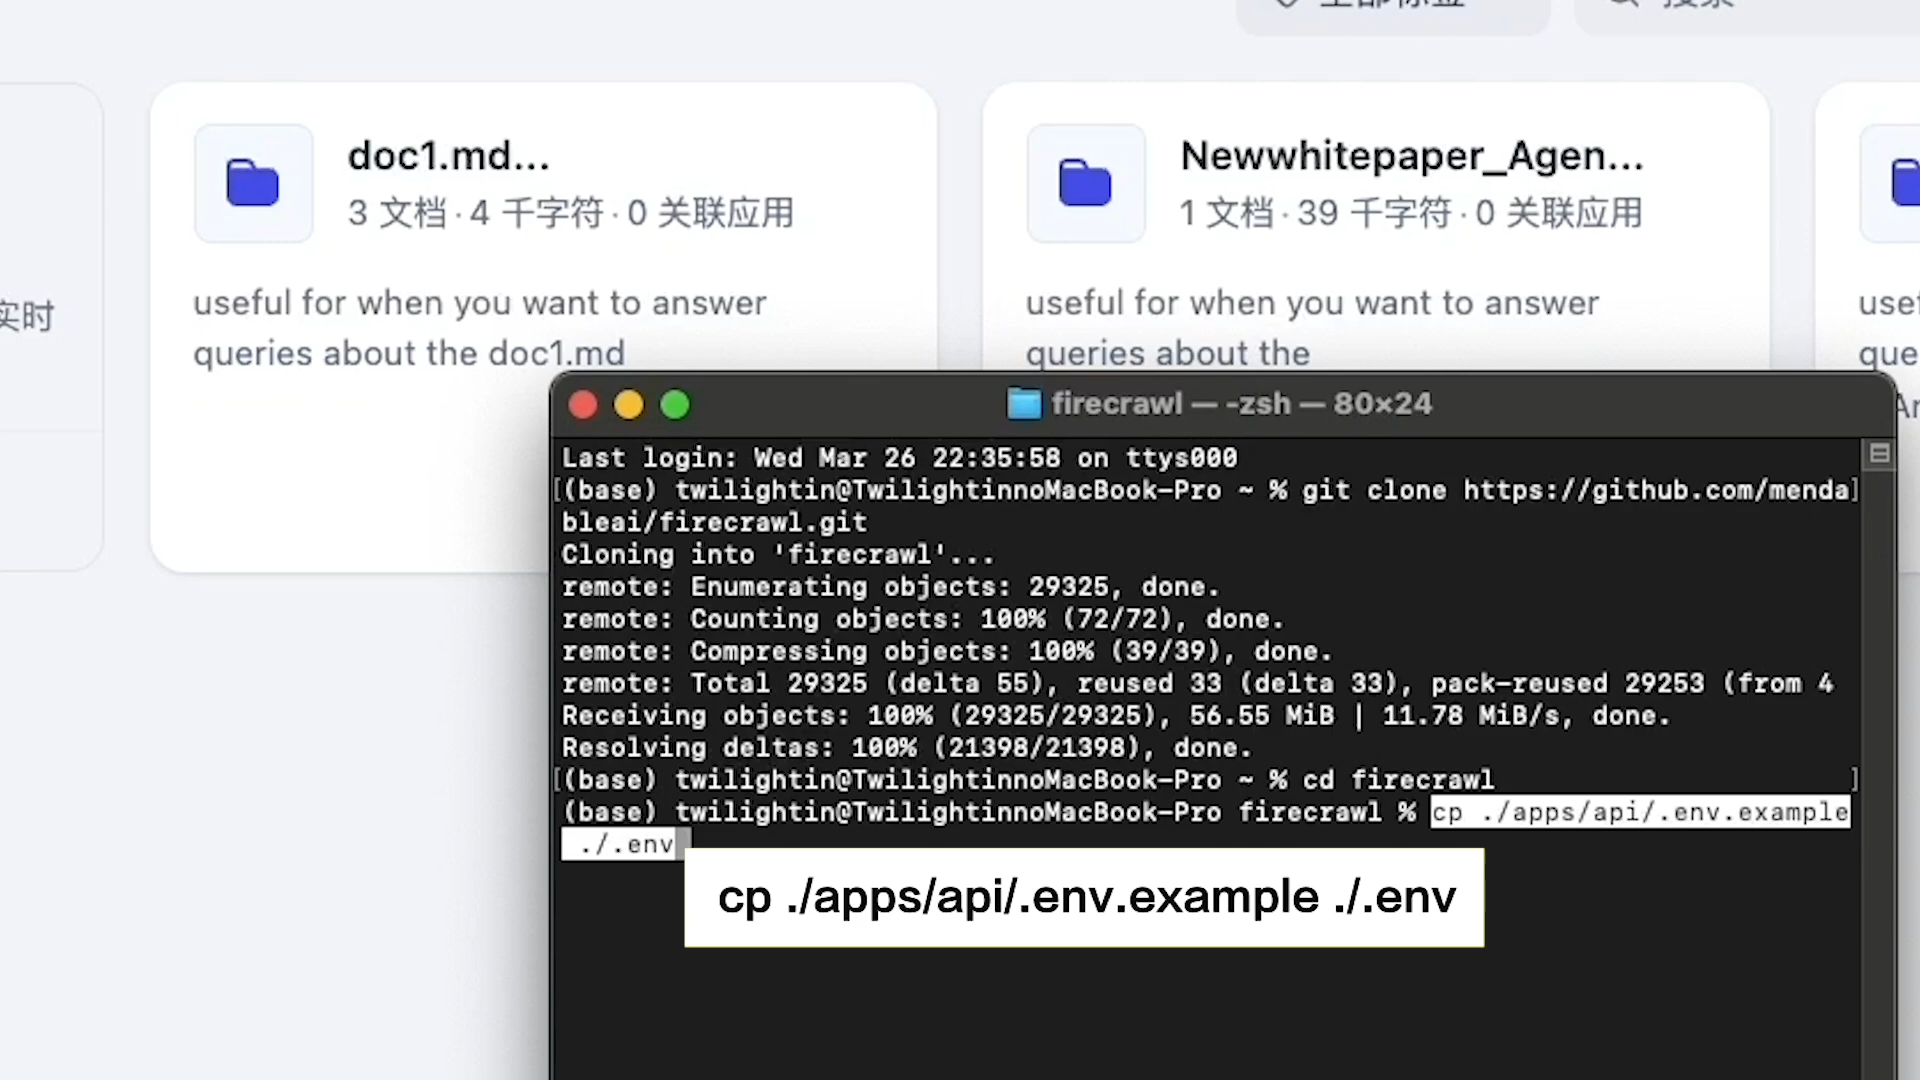 全部标签
搜索
实时
doc1.md...
3 文档 · 4 千字符 · 0 关联应用
useful for when you want to answer
queries about the doc1.md
Newwhitepaper_Agen...
1 文档 · 39 千字符 · 0 关联应用
useful for when you want to answer
queries about the
firecrawl — -zsh — 80×24
Last login: Wed Mar 26 22:35:58 on ttys000
[(base) twilightin@TwilightinnoMacBook-Pro ~ % git clone https://github.com/menda]
bleai/firecrawl.git
Cloning into 'firecrawl'...
remote: Enumerating objects: 29325, done.
remote: Counting objects: 100% (72/72), done.
remote: Compressing objects: 100% (39/39), done.
remote: Total 29325 (delta 55), reused 33 (delta 33), pack-reused 29253 (from 4
Receiving objects: 100% (29325/29325), 56.55 MiB | 11.78 MiB/s, done.
Resolving deltas: 100% (21398/21398), done.
[(base) twilightin@TwilightinnoMacBook-Pro ~ % cd firecrawl ]
(base) twilightin@TwilightinnoMacBook-Pro firecrawl % cp ./apps/api/.env.example
./.env
cp ./apps/api/.env.example ./.env